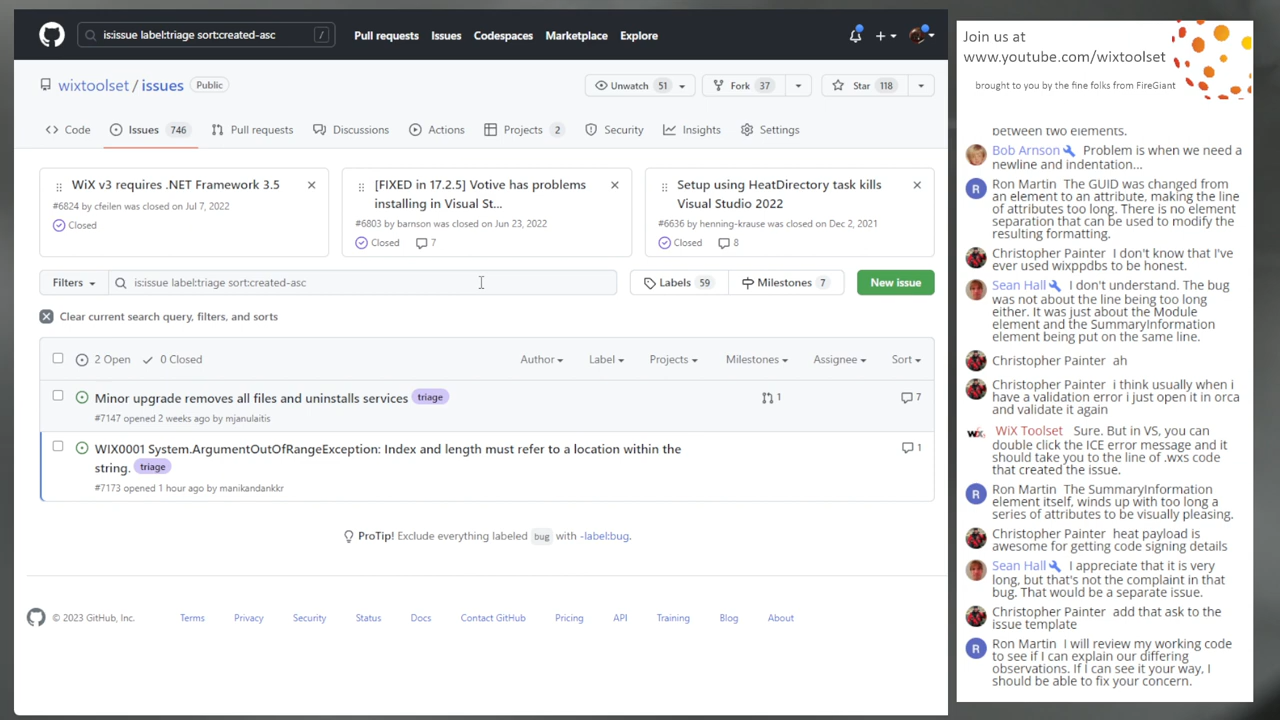 is:issue label:triage sort:created-asc
/
Pull requests
Issues
Codespaces
Marketplace
Explore
wixtoolset / issues
Public
Unwatch 51
Fork 37
Star 118
Code
Issues 746
Pull requests
Discussions
Actions
Projects 2
Security
Insights
Settings
WiX v3 requires .NET Framework 3.5
#6824 by cfeilen was closed on Jul 7, 2022
Closed
[FIXED in 17.2.5] Votive has problems
installing in Visual St...
#6803 by barnson was closed on Jun 23, 2022
Closed 7
Setup using HeatDirectory task kills
Visual Studio 2022
#6636 by henning-krause was closed on Dec 2, 2021
Closed 8
Filters
is:issue label:triage sort:created-asc
Labels 59
Milestones 7
New issue
Clear current search query, filters, and sorts
2 Open
0 Closed
Author
Label
Projects
Milestones
Assignee
Sort
Minor upgrade removes all files and uninstalls services triage
1
7
#7147 opened 2 weeks ago by mjanulaitis
WIX0001 System.ArgumentOutOfRangeException: Index and length must refer to a location within the
string. triage
1
#7173 opened 1 hour ago by manikandankkr
ProTip! Exclude everything labeled bug with -label:bug.
© 2023 GitHub, Inc.
Terms
Privacy
Security
Status
Docs
Contact GitHub
Pricing
API
Training
Blog
About
Join us at
www.youtube.com/wixtoolset
brought to you by the fine folks from FireGiant
between two elements.
Bob Arnson Problem is when we need a
newline and indentation...
Ron Martin The GUID was changed from
an element to an attribute, making the line
of attributes too long. There is no element
separation that can be used to modify the
resulting formatting.
Christopher Painter I don't know that I've
ever used wixppdbs to be honest.
Sean Hall I don't understand. The bug
was not about the line being too long
either. It was just about the Module
element and the SummaryInformation
element being put on the same line.
Christopher Painter ah
Christopher Painter i think usually when i
have a validation error i just open it in orca
and validate it again
WiX Toolset Sure. But in VS, you can
double click the ICE error message and it
should take you to the line of .wxs code
that created the issue.
Ron Martin The SummaryInformation
element itself, winds up with too long a
series of attributes to be visually pleasing.
Christopher Painter heat payload is
awesome for getting code signing details
Sean Hall I appreciate that it is very
long, but that's not the complaint in that
bug. That would be a separate issue.
Christopher Painter add that ask to the
issue template
Ron Martin I will review my working code
to see if I can explain our differing
observations. If I can see it your way, I
should be able to fix your concern.